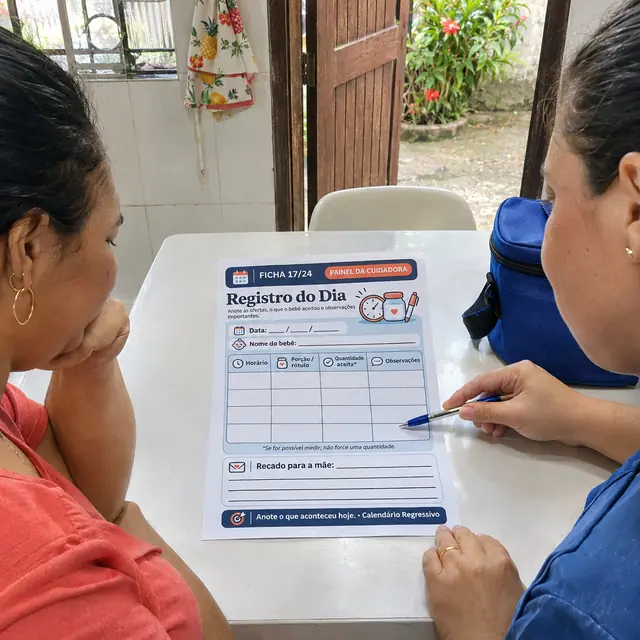 FICHA 17/24
PAINEL DA CUIDADORA
Registro do Dia
Anote as ofertas, o que o bebê aceitou e observações
importantes.
Data: ___ / ___ / ___
Nome do bebê:
Horário
Porção /
rótulo
Quantidade
aceita*
Observações
*Se for possível medir; não force uma quantidade.
Recado para a mãe:
Anote o que aconteceu hoje. • Calendário Regressivo